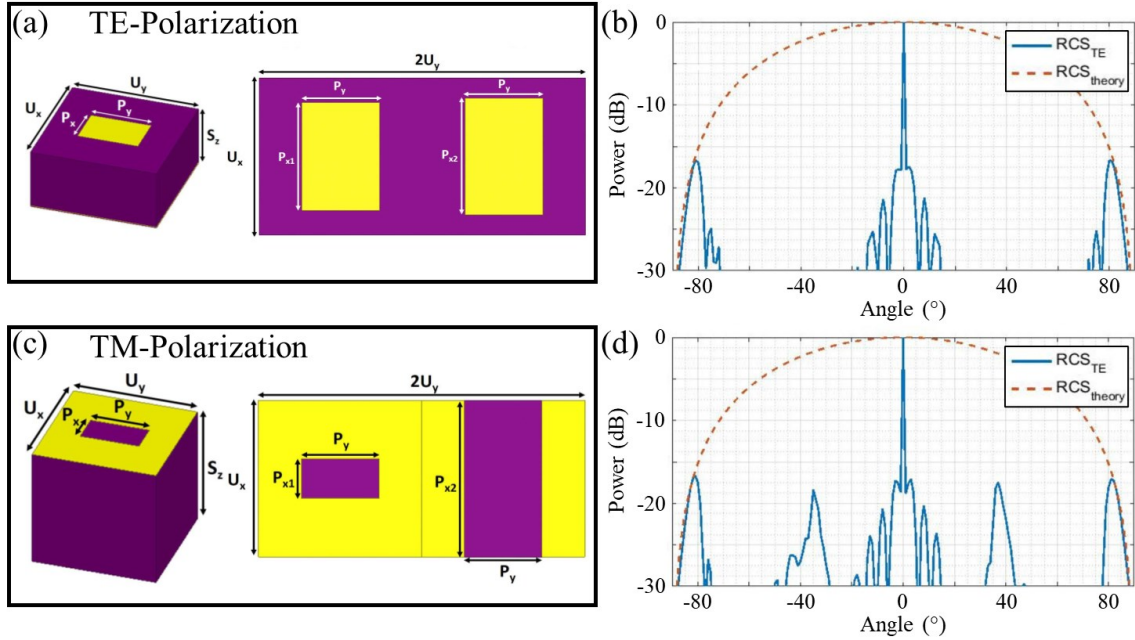 (a) TE-Polarization
U_y
U_x
P_y
P_x
S_z
2U_y
U_x
P_y
P_x1
P_y
P_x2
(b)
RCS_TE
RCS_theory
Power (dB)
0
-10
-20
-30
-80 -40 0 40 80
Angle (°)
(c) TM-Polarization
U_y
U_x
P_y
P_x
S_z
2U_y
U_x
P_y
P_x1
P_x2
P_y
(d)
RCS_TE
RCS_theory
Power (dB)
0
-10
-20
-30
-80 -40 0 40 80
Angle (°)